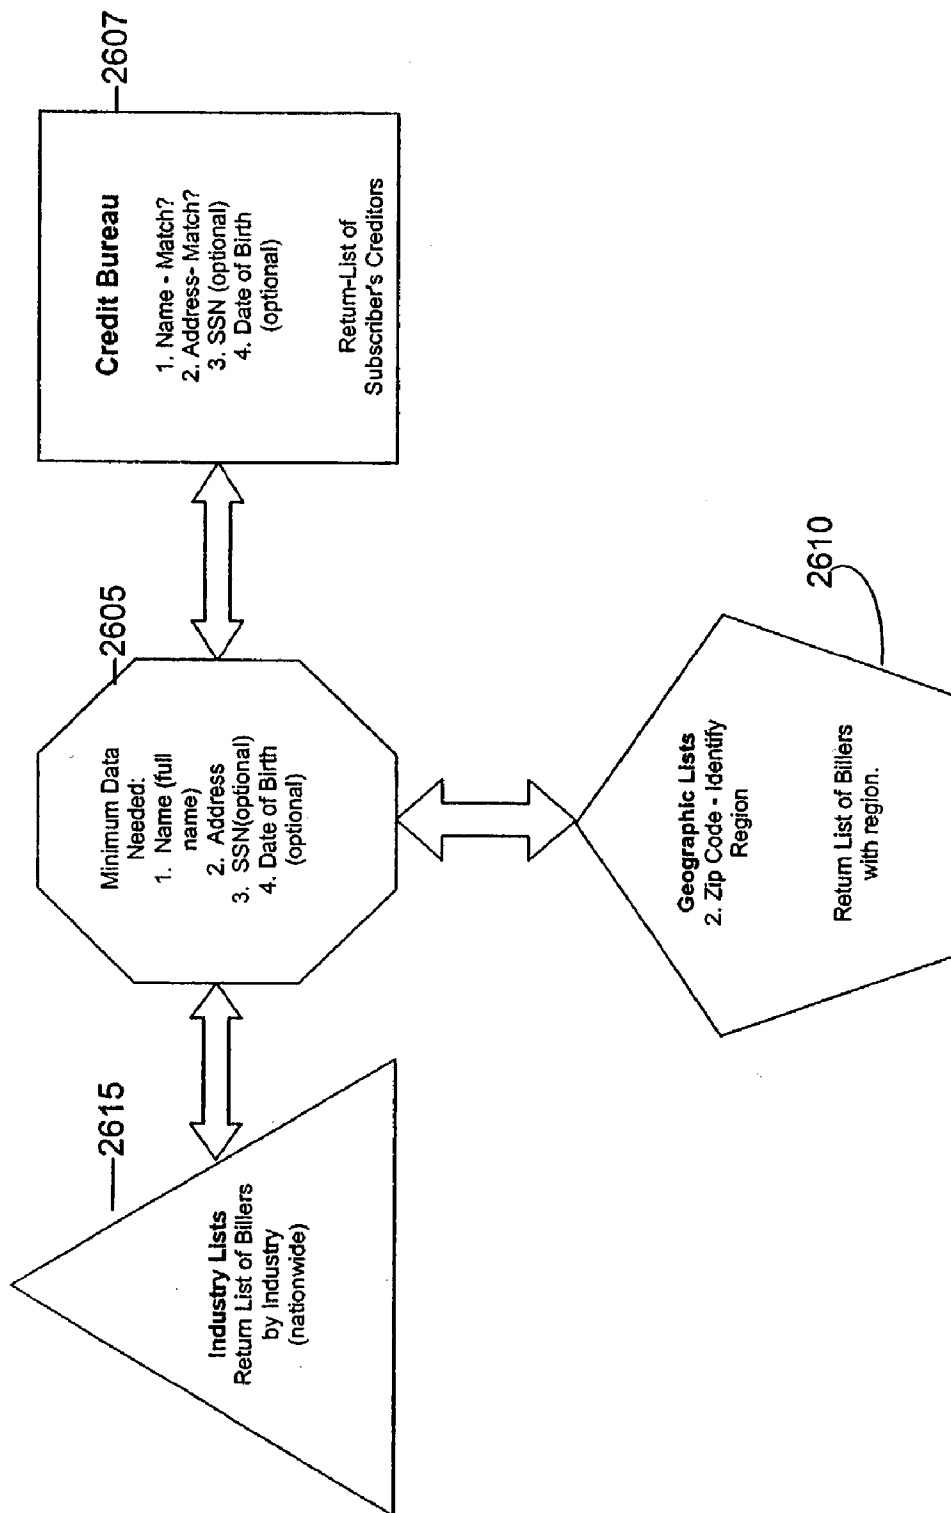 2615
Industry Lists
Return List of Billers
by Industry
(nationwide)
2605
Minimum Data
Needed:
1. Name (full
name)
2. Address
3. SSN(optional)
4. Date of Birth
(optional)
2607
Credit Bureau
1. Name - Match?
2. Address- Match?
3. SSN (optional)
4. Date of Birth
(optional)
Return-List of
Subscriber's Creditors
2610
Geographic Lists
2. Zip Code - Identify
Region
Return List of Billers
with region.